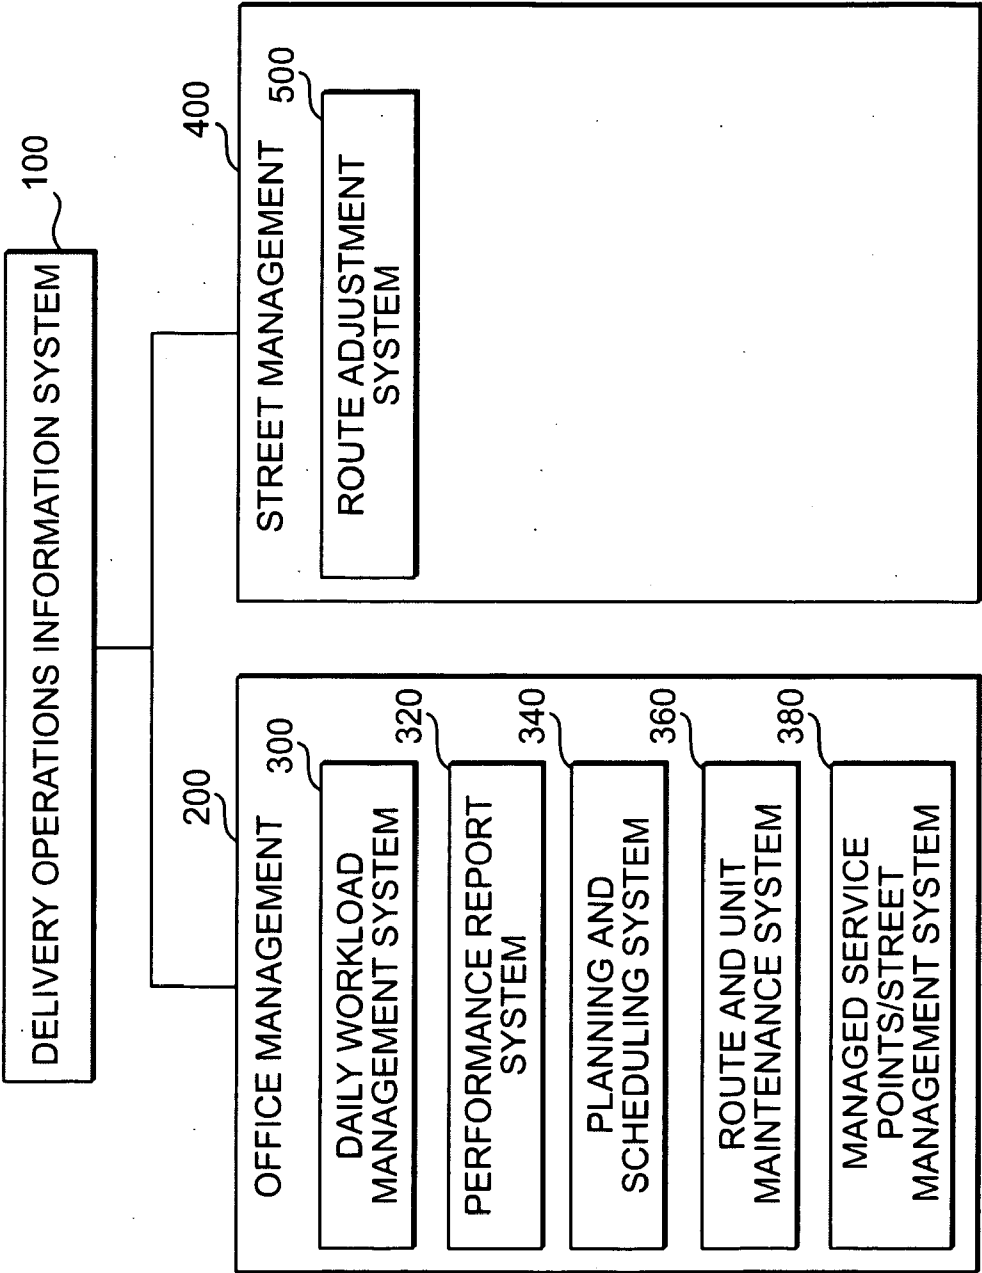 DELIVERY OPERATIONS INFORMATION SYSTEM
100
200
OFFICE MANAGEMENT
300
DAILY WORKLOAD
MANAGEMENT SYSTEM
320
PERFORMANCE REPORT
SYSTEM
340
PLANNING AND
SCHEDULING SYSTEM
360
ROUTE AND UNIT
MAINTENANCE SYSTEM
380
MANAGED SERVICE
POINTS/STREET
MANAGEMENT SYSTEM
400
STREET MANAGEMENT
500
ROUTE ADJUSTMENT
SYSTEM